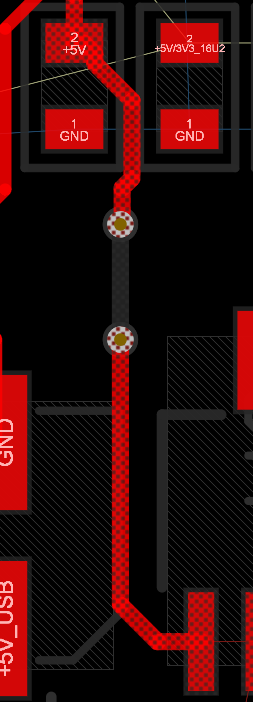 2
+5V
2
+5V/3V3_16U2
1
GND
1
GND
GND
+5V_USB